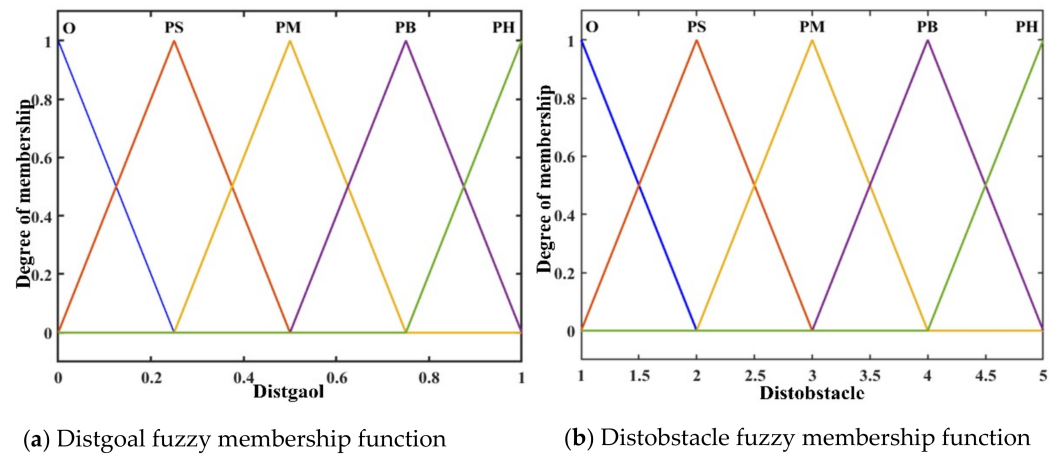 O PS PM PB PH
1
0.8
0.6
0.4
0.2
0
Degree of membership
0 0.2 0.4 0.6 0.8 1
Distgaol
(a) Distgoal fuzzy membership function
O PS PM PB PH
1
0.8
0.6
0.4
0.2
0
Degree of membership
1 1.5 2 2.5 3 3.5 4 4.5 5
Distobstacle
(b) Distobstacle fuzzy membership function